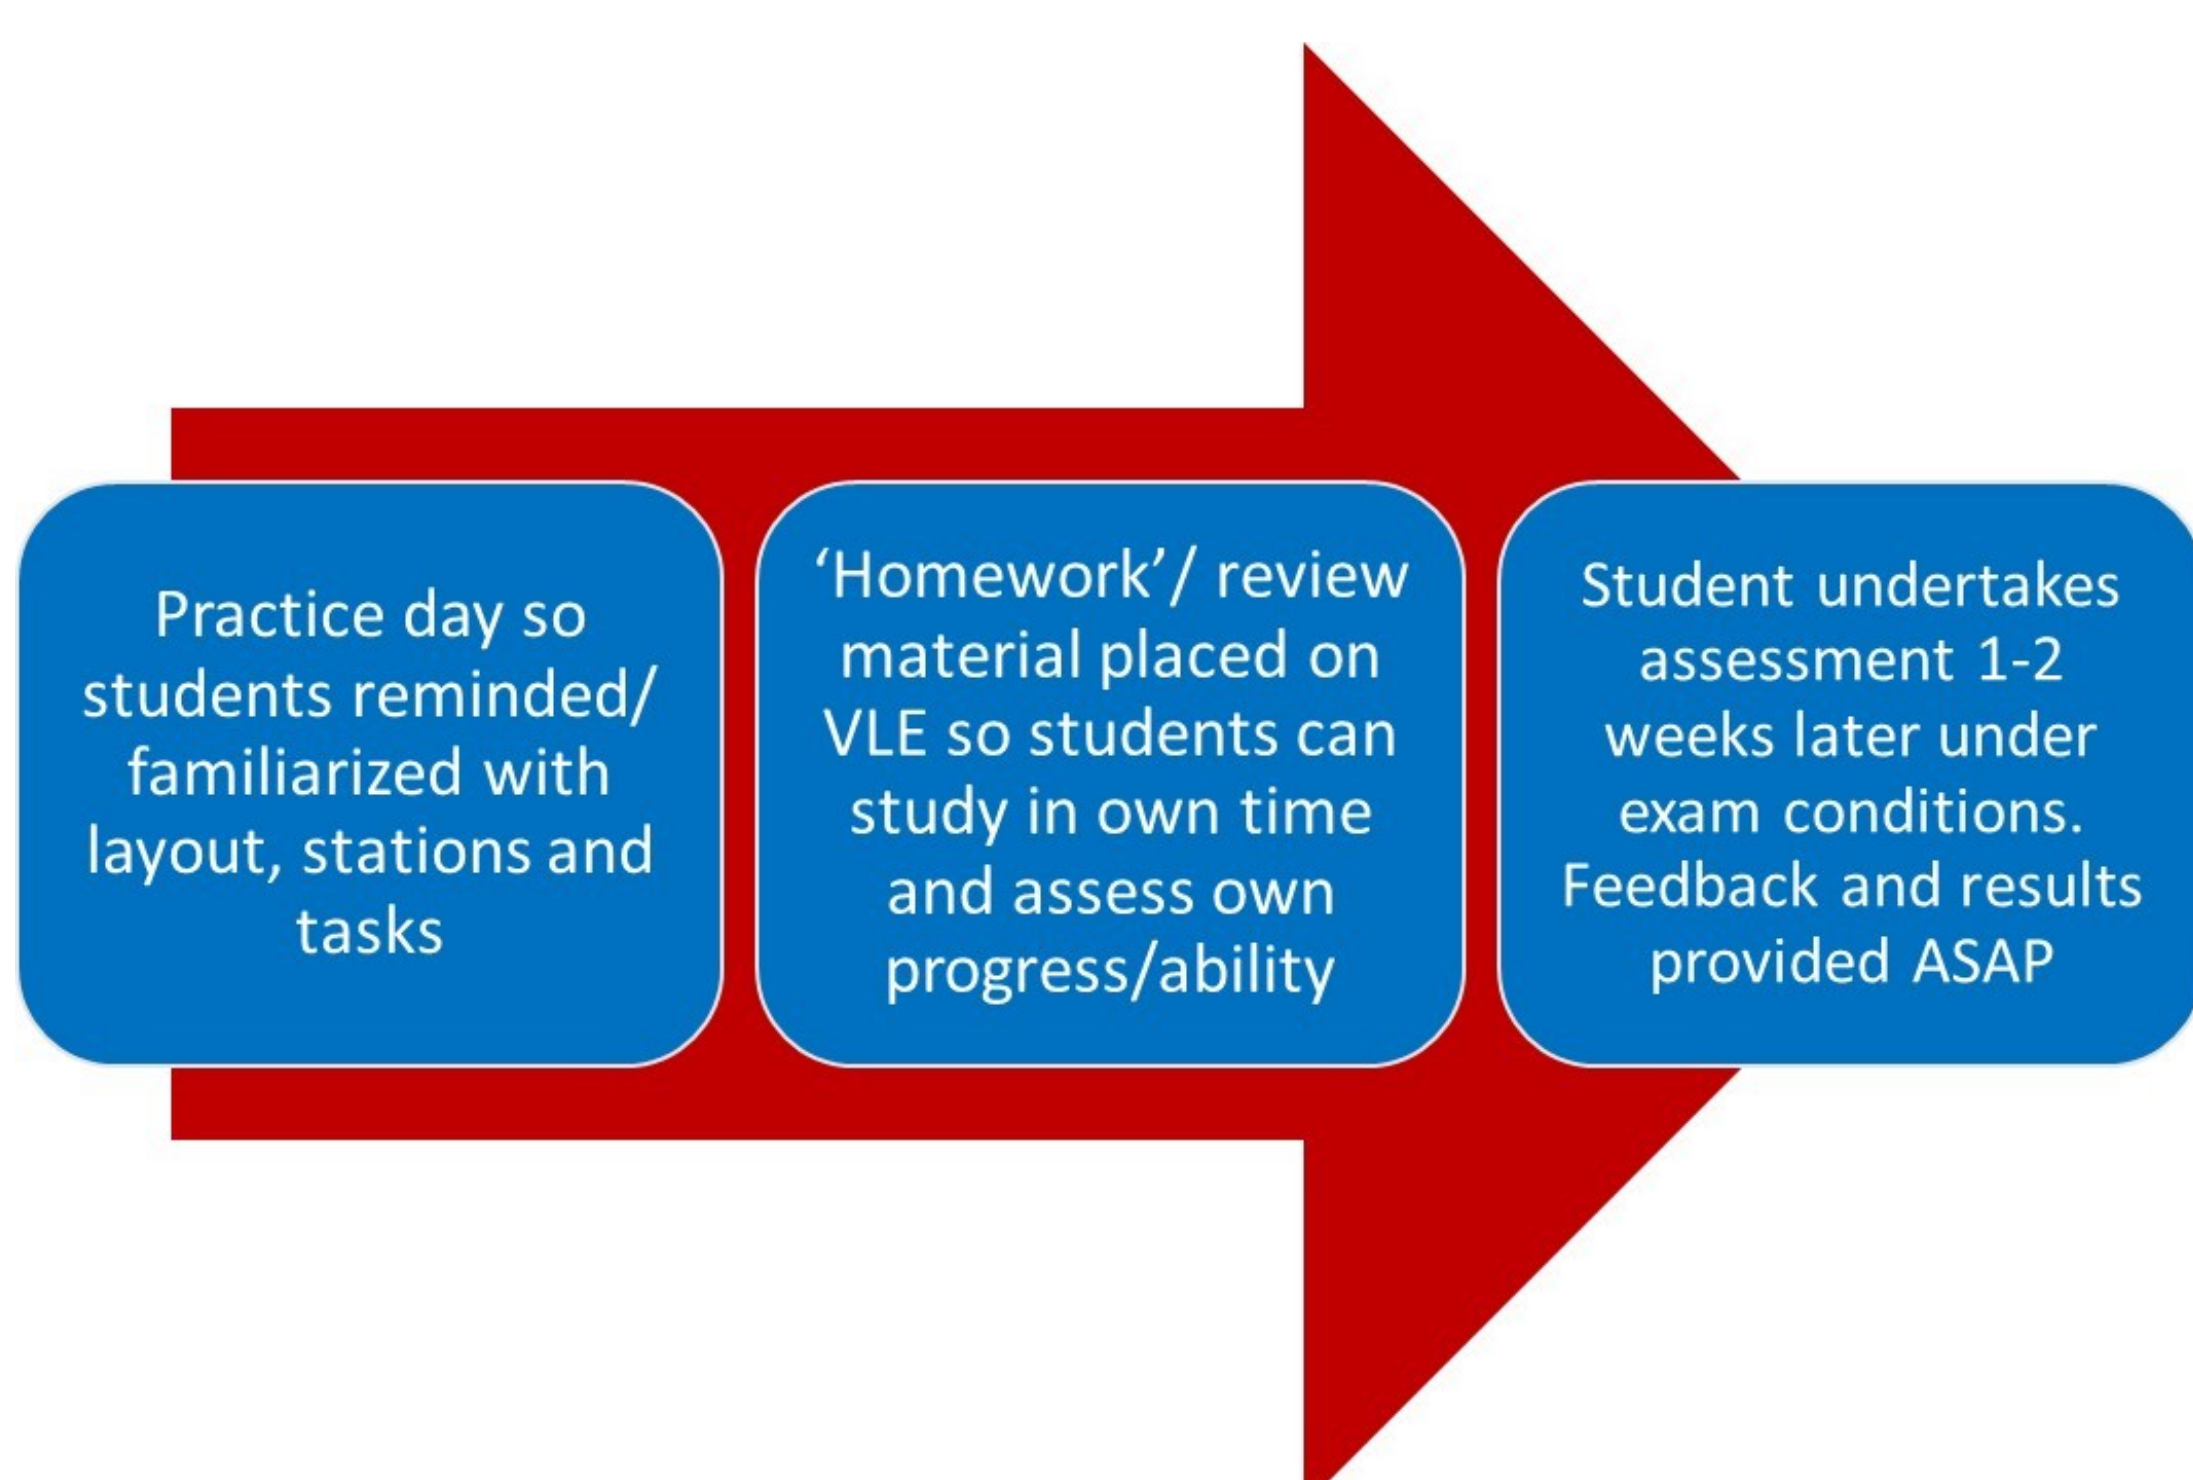 Practice day so
students reminded/
familiarized with
layout, stations and
tasks
‘Homework’/ review
material placed on
VLE so students can
study in own time
and assess own
progress/ability
Student undertakes
assessment 1-2
weeks later under
exam conditions.
Feedback and results
provided ASAP